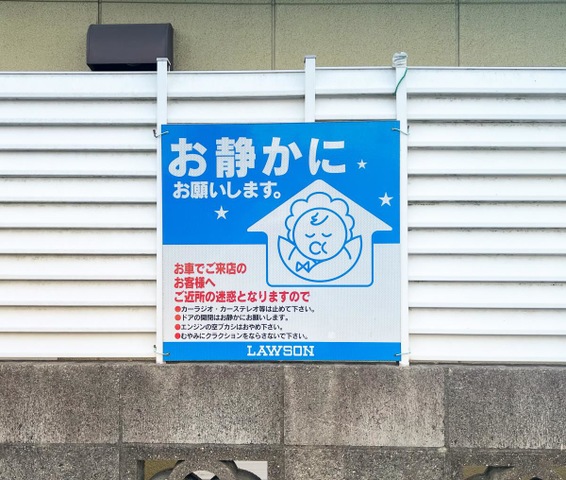 お静かに
お願いします。
お車でご来店の
お客様へ
ご近所の迷惑となりますので
●カーラジオ・カーステレオ等は止めて下さい。
●ドアの開閉はお静かにお願いします。
●エンジンの空ブカシはおやめ下さい。
●むやみにクラクションをならさないで下さい。
LAWSON